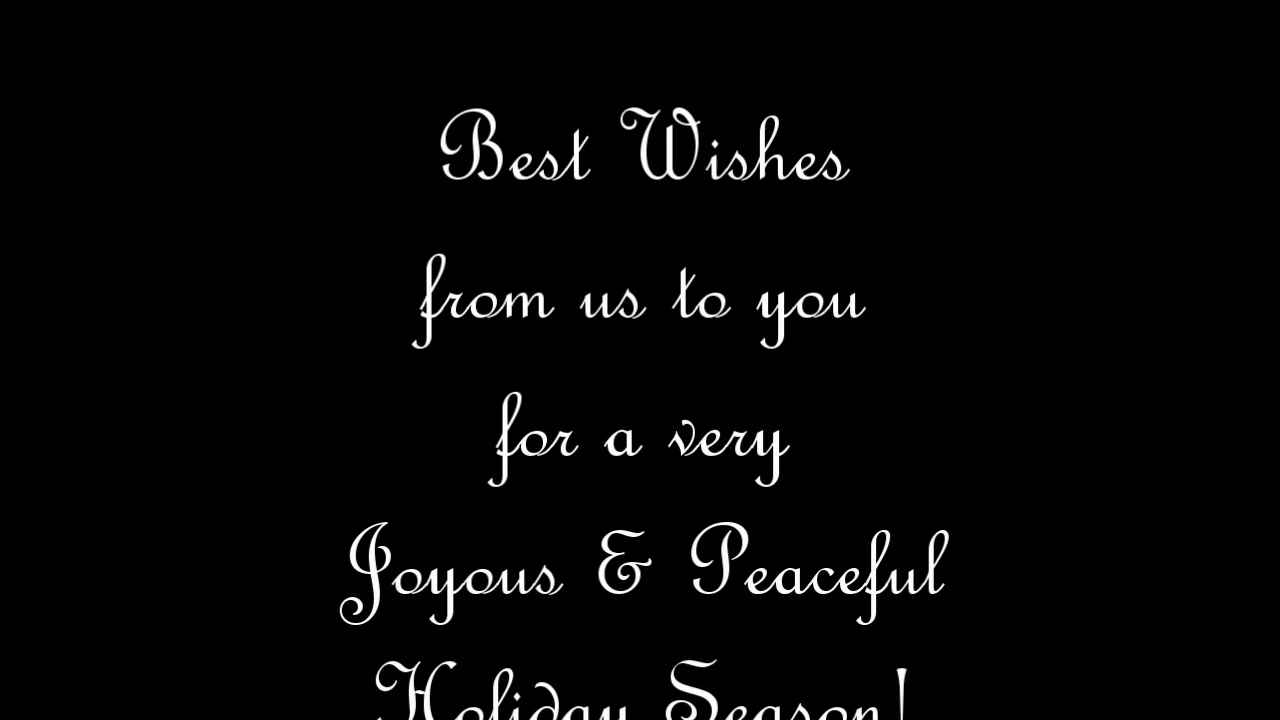 Best Wishes
from us to you
for a very
Joyous & Peaceful
Holiday Season!